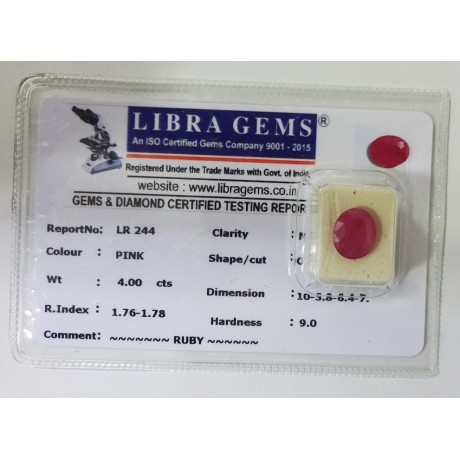 LIBRA GEMS®
An ISO Certified Gems Company 9001 - 2015
Registered Under the Trade Marks with Govt. of India
website : www.libragems.co.in
GEMS & DIAMOND CERTIFIED TESTING REPOR
ReportNo: LR 244 Clarity :
Colour : PINK Shape/cut :
Wt : 4.00 cts Dimension :
R.Index : 1.76-1.78 Hardness : 9.0
Comment: ~~~~~~~ RUBY ~~~~~~